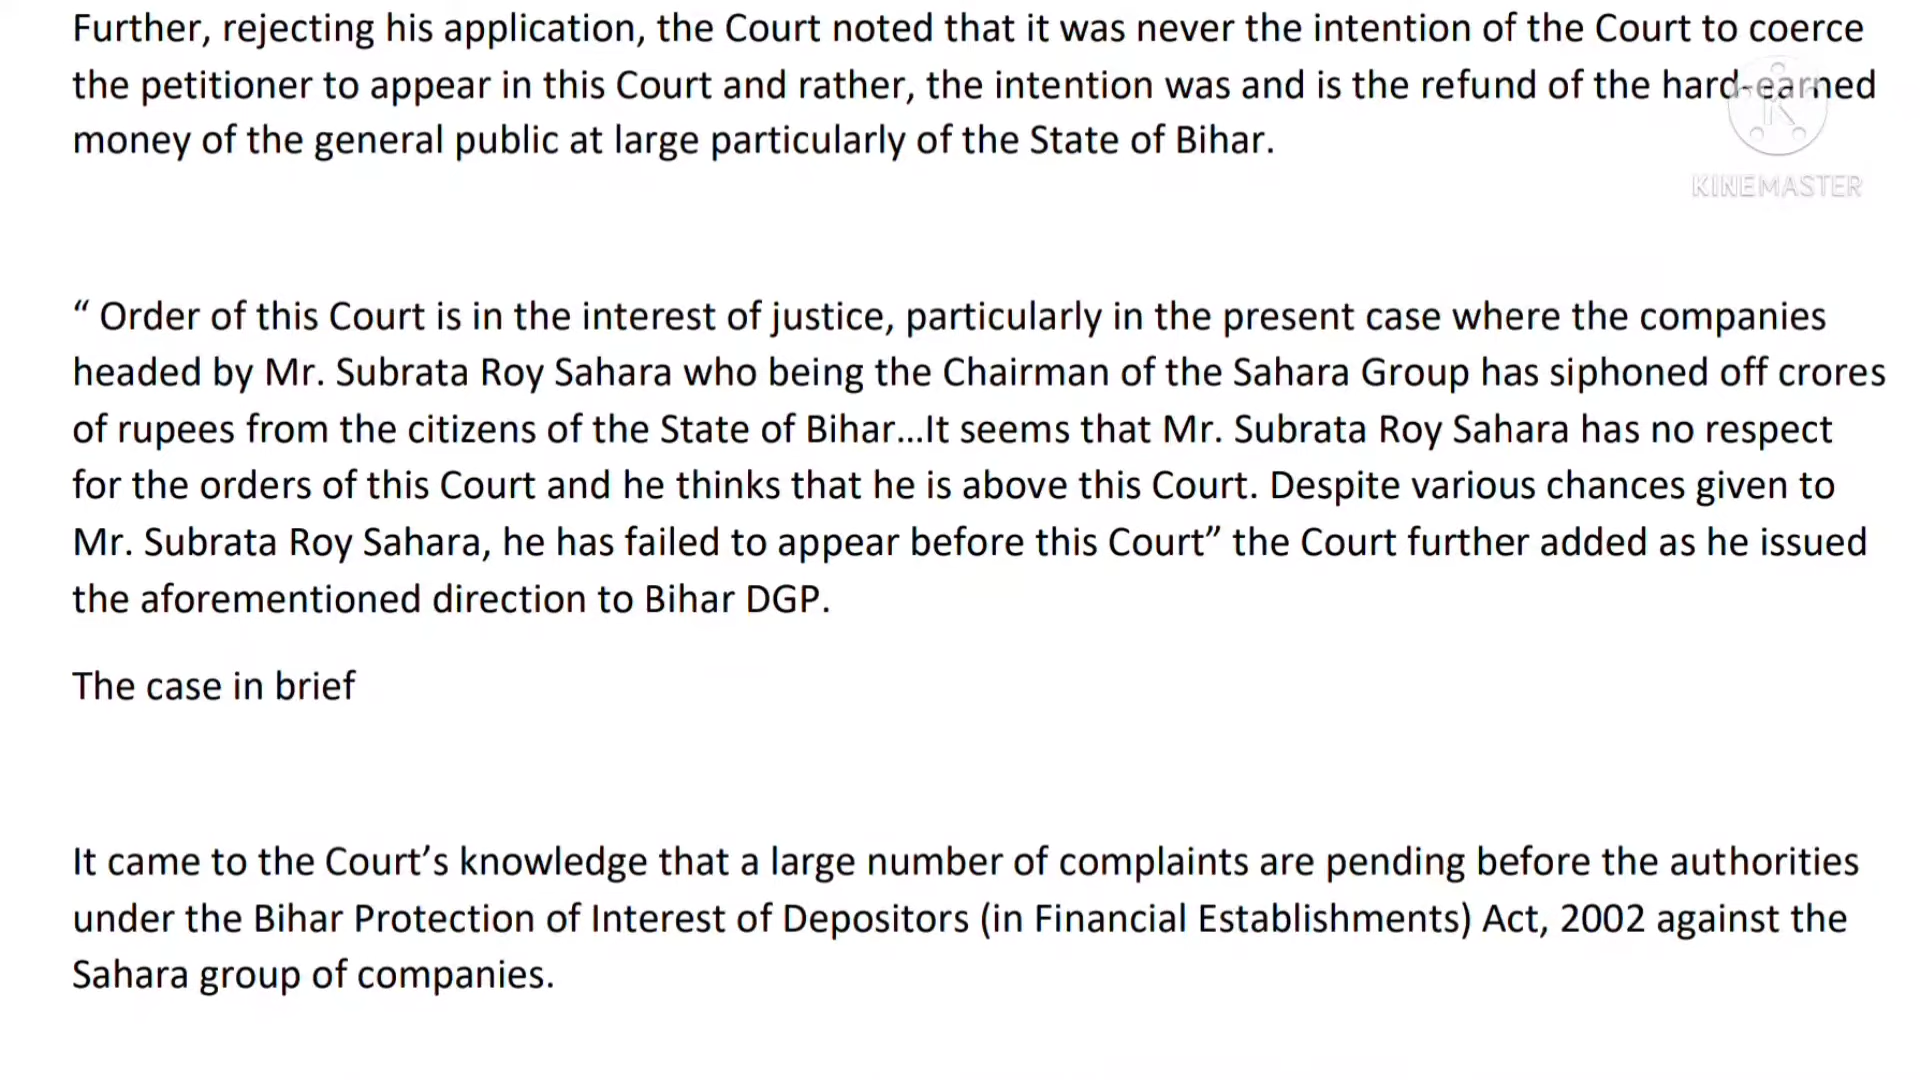 Further, rejecting his application, the Court noted that it was never the intention of the Court to coerce
the petitioner to appear in this Court and rather, the intention was and is the refund of the hard-earned
money of the general public at large particularly of the State of Bihar.
KINEMASTER
“ Order of this Court is in the interest of justice, particularly in the present case where the companies
headed by Mr. Subrata Roy Sahara who being the Chairman of the Sahara Group has siphoned off crores
of rupees from the citizens of the State of Bihar...It seems that Mr. Subrata Roy Sahara has no respect
for the orders of this Court and he thinks that he is above this Court. Despite various chances given to
Mr. Subrata Roy Sahara, he has failed to appear before this Court” the Court further added as he issued
the aforementioned direction to Bihar DGP.
The case in brief
It came to the Court’s knowledge that a large number of complaints are pending before the authorities
under the Bihar Protection of Interest of Depositors (in Financial Establishments) Act, 2002 against the
Sahara group of companies.